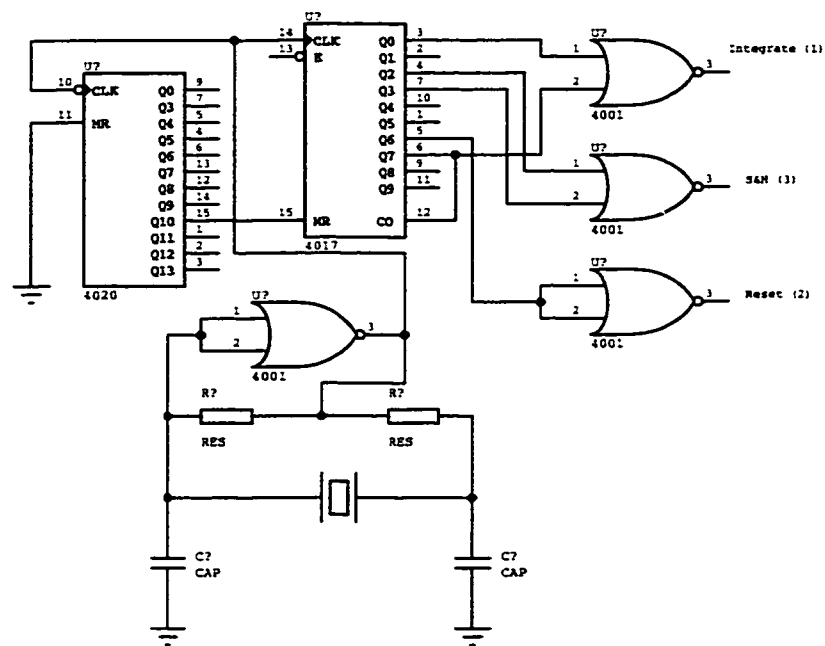 U?
14
CLK
13
E
Q0
3
Q1
2
Q2
4
Q3
7
Q4
10
Q5
1
Q6
5
Q7
6
Q8
9
Q9
11
15
MR
CO
12
4017
U?
10
CLK
11
MR
Q0
9
Q3
7
Q4
5
Q5
4
Q6
6
Q7
13
Q8
12
Q9
14
Q10
15
Q11
1
Q12
2
Q13
3
4020
U?
1
2
3
4001
Integrate (1)
U?
1
2
3
4001
S&H (3)
U?
1
2
3
4001
Reset (2)
U?
1
2
3
4001
R?
RES
R?
RES
C?
CAP
C?
CAP